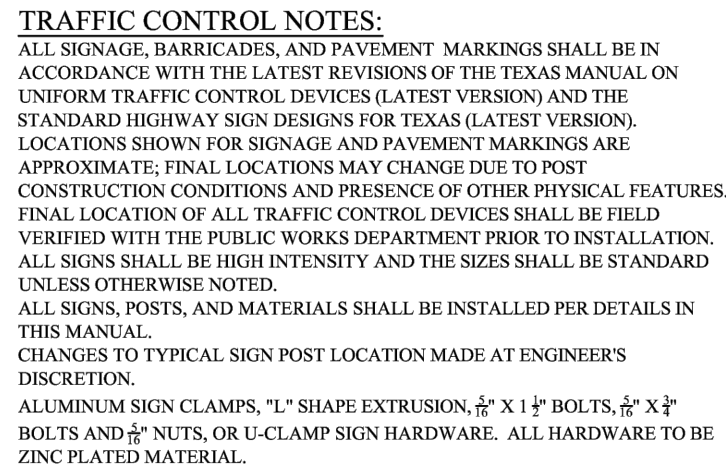 TRAFFIC CONTROL NOTES:
ALL SIGNAGE, BARRICADES, AND PAVEMENT MARKINGS SHALL BE IN
ACCORDANCE WITH THE LATEST REVISIONS OF THE TEXAS MANUAL ON
UNIFORM TRAFFIC CONTROL DEVICES (LATEST VERSION) AND THE
STANDARD HIGHWAY SIGN DESIGNS FOR TEXAS (LATEST VERSION).
LOCATIONS SHOWN FOR SIGNAGE AND PAVEMENT MARKINGS ARE
APPROXIMATE; FINAL LOCATIONS MAY CHANGE DUE TO POST
CONSTRUCTION CONDITIONS AND PRESENCE OF OTHER PHYSICAL FEATURES.
FINAL LOCATION OF ALL TRAFFIC CONTROL DEVICES SHALL BE FIELD
VERIFIED WITH THE PUBLIC WORKS DEPARTMENT PRIOR TO INSTALLATION.
ALL SIGNS SHALL BE HIGH INTENSITY AND THE SIZES SHALL BE STANDARD
UNLESS OTHERWISE NOTED.
ALL SIGNS, POSTS, AND MATERIALS SHALL BE INSTALLED PER DETAILS IN
THIS MANUAL.
CHANGES TO TYPICAL SIGN POST LOCATION MADE AT ENGINEER'S
DISCRETION.
ALUMINUM SIGN CLAMPS, "L" SHAPE EXTRUSION, 5/16" X 1 1/2" BOLTS, 5/16" X 3/4"
BOLTS AND 5/16" NUTS, OR U-CLAMP SIGN HARDWARE. ALL HARDWARE TO BE
ZINC PLATED MATERIAL.